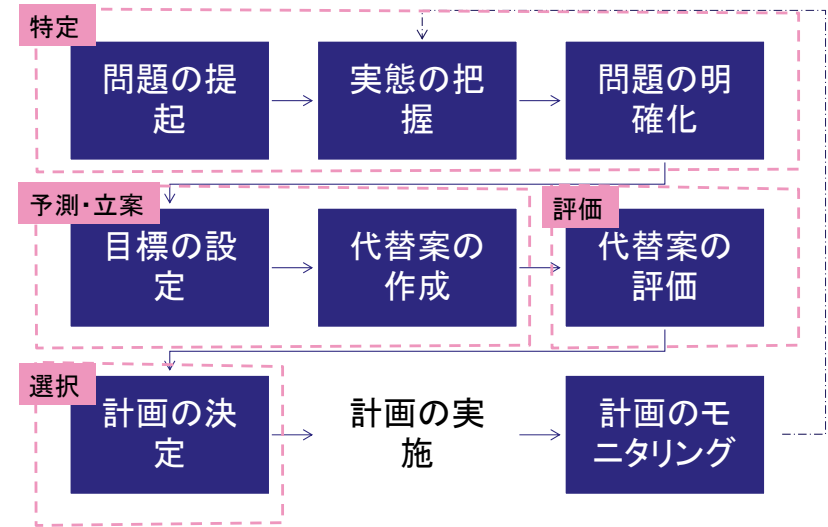 特定
問題の提
起
実態の把
握
問題の明
確化
予測・立案
目標の設
定
代替案の
作成
評価
代替案の
評価
選択
計画の決
定
計画の実
施
計画のモ
ニタリング